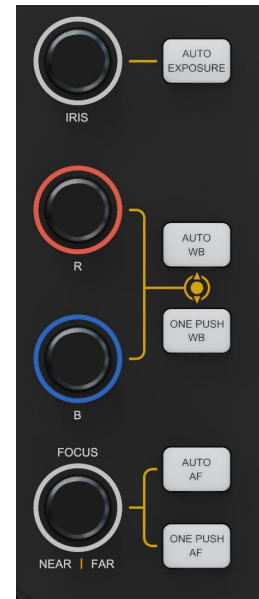 AUTO
EXPOSURE
IRIS
R
AUTO
WB
ONE PUSH
WB
B
FOCUS
AUTO
AF
NEAR | FAR
ONE PUSH
AF